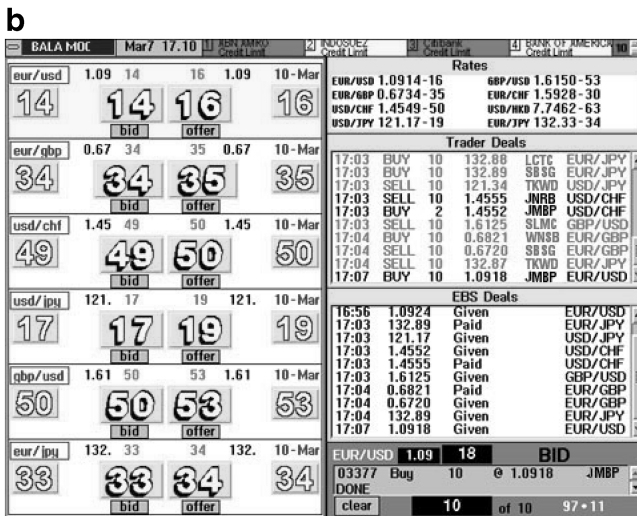 b
BALA MOC Mar7 17.10 1 ABN AMRO Credit Limit 2 INDOSUEZ Credit Limit 3 Citibank Credit Limit 4 BANK OF AMERICA Credit Limit 10
eur/usd 1.09 14 16 1.09 10-Mar
14 14 16 16
bid offer
eur/gbp 0.67 34 35 0.67 10-Mar
34 34 35 35
bid offer
usd/chf 1.45 49 50 1.45 10-Mar
49 49 50 50
bid offer
usd/jpy 121. 17 19 121. 10-Mar
17 17 19 19
bid offer
gbp/usd 1.61 50 53 1.61 10-Mar
50 50 53 53
bid offer
eur/jpy 132. 33 34 132. 10-Mar
33 33 34 34
bid offer
Rates
EUR/USD 1.0914-16 GBP/USD 1.6150-53
EUR/GBP 0.6734-35 EUR/CHF 1.5928-30
USD/CHF 1.4549-50 USD/HKD 7.7462-63
USD/JPY 121.17-19 EUR/JPY 132.33-34
Trader Deals
17:03 BUY 10 132.88 LCTC EUR/JPY
17:03 BUY 10 132.89 SBSG EUR/JPY
17:03 SELL 10 121.34 TKWD USD/JPY
17:03 SELL 10 1.4555 JNRB USD/CHF
17:03 BUY 2 1.4552 JMBP USD/CHF
17:03 SELL 10 1.6125 SLMC GBP/USD
17:04 BUY 10 0.6821 WNSB EUR/GBP
17:04 SELL 10 0.6720 SBSG EUR/GBP
17:04 SELL 10 132.87 TKWD EUR/JPY
17:07 BUY 10 1.0918 JMBP EUR/USD
EBS Deals
16:56 1.0924 Given EUR/USD
17:03 132.89 Paid EUR/JPY
17:03 121.17 Given USD/JPY
17:03 1.4552 Given USD/CHF
17:03 1.4555 Paid USD/CHF
17:03 1.6125 Given GBP/USD
17:04 0.6821 Paid EUR/GBP
17:04 0.6720 Given EUR/GBP
17:04 132.89 Given EUR/JPY
17:07 1.0918 Given EUR/USD
EUR/USD 1.09 18 BID
03377 Buy 10 @ 1.0918 JMBP
DONE
clear 10 of 10 97•11